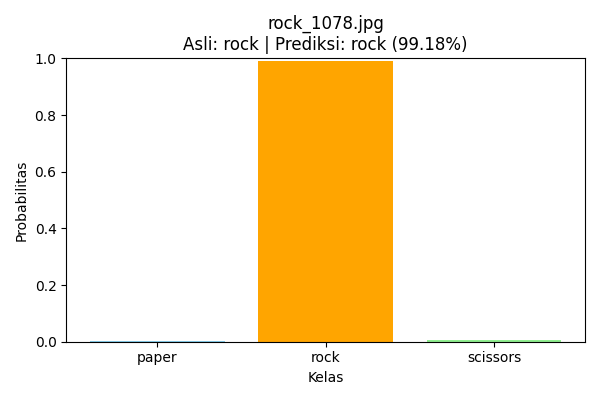 rock_1078.jpg
Asli: rock | Prediksi: rock (99.18%)
1.0
0.8
0.6
0.4
0.2
0.0
Probabilitas
paper rock scissors
Kelas